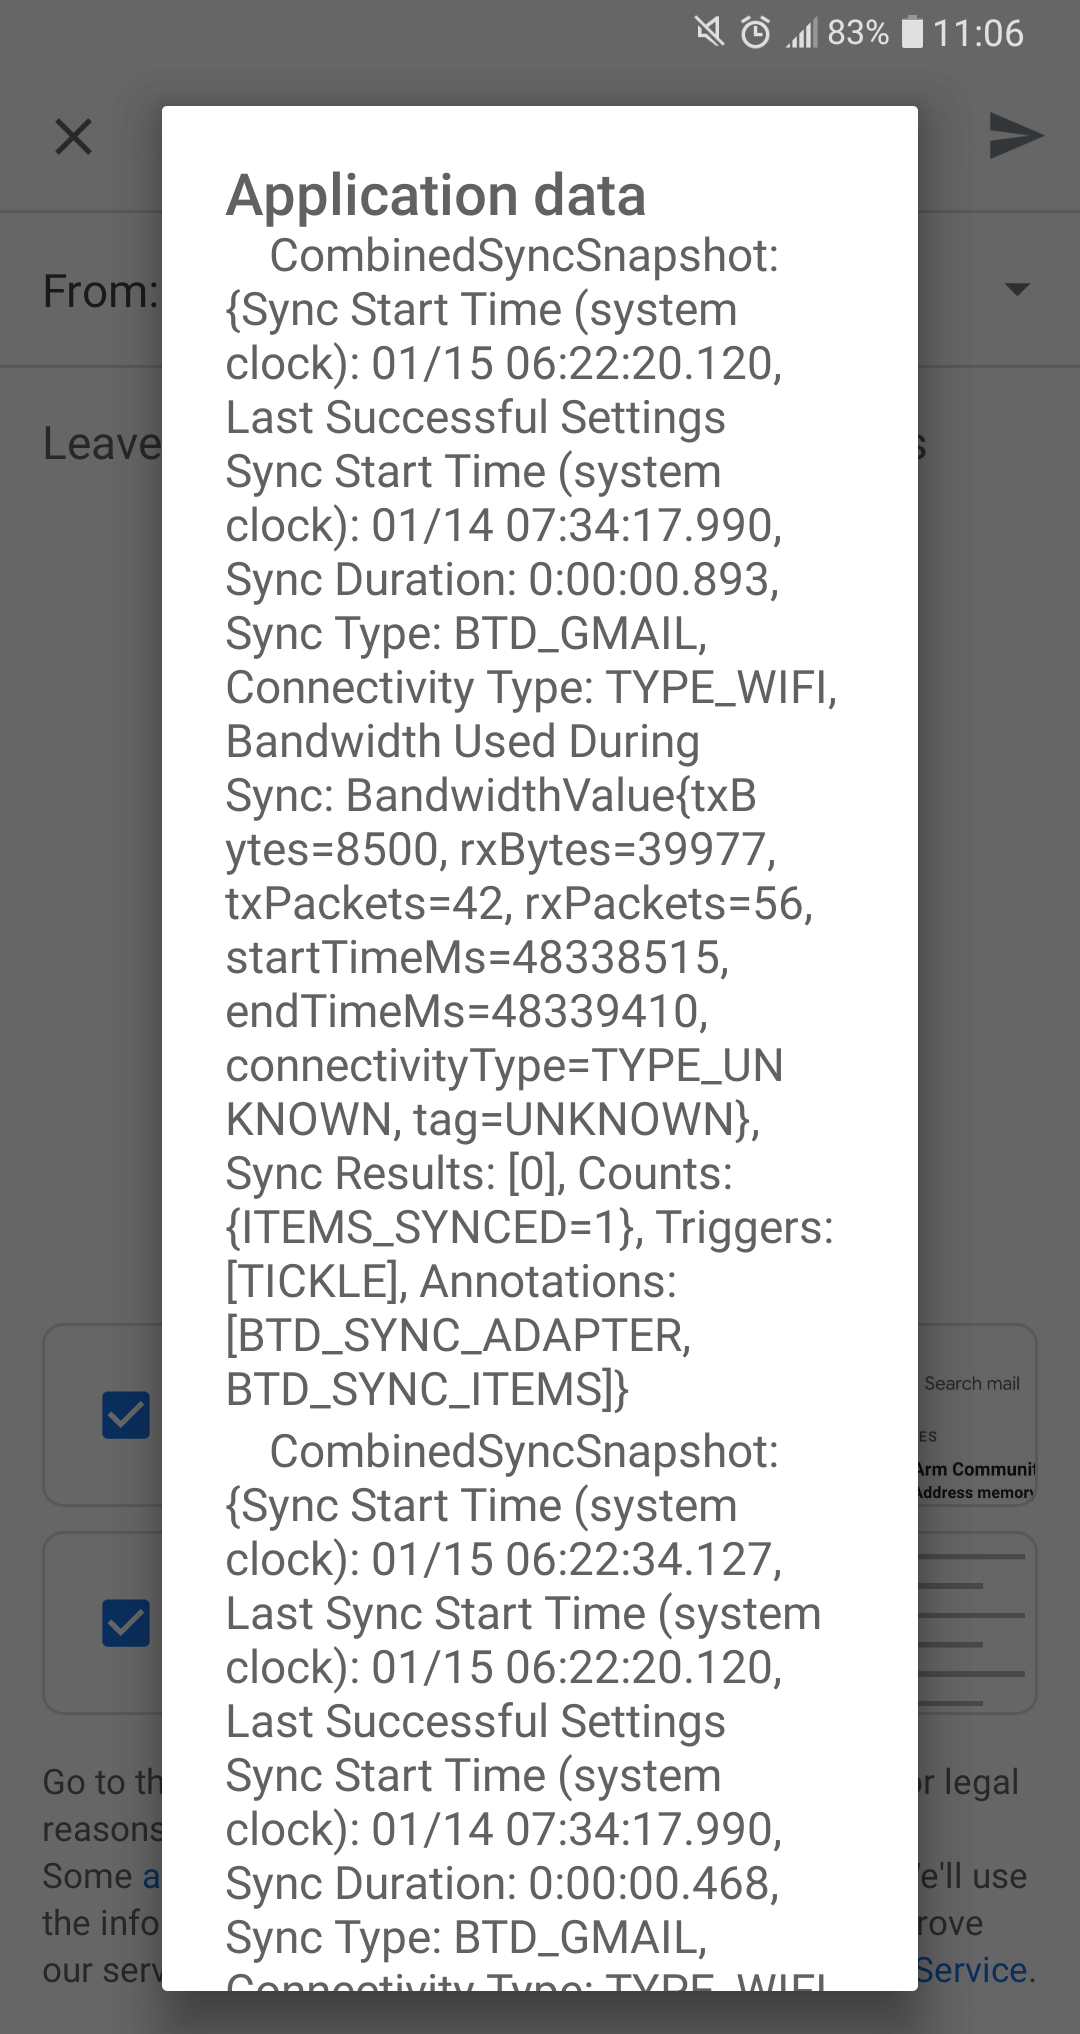 83% 11:06
Application data
CombinedSyncSnapshot:
{Sync Start Time (system
clock): 01/15 06:22:20.120,
Last Successful Settings
Sync Start Time (system
clock): 01/14 07:34:17.990,
Sync Duration: 0:00:00.893,
Sync Type: BTD_GMAIL,
Connectivity Type: TYPE_WIFI,
Bandwidth Used During
Sync: BandwidthValue{txB
ytes=8500, rxBytes=39977,
txPackets=42, rxPackets=56,
startTimeMs=48338515,
endTimeMs=48339410,
connectivityType=TYPE_UN
KNOWN, tag=UNKNOWN},
Sync Results: [0], Counts:
{ITEMS_SYNCED=1}, Triggers:
[TICKLE], Annotations:
[BTD_SYNC_ADAPTER,
BTD_SYNC_ITEMS]}
CombinedSyncSnapshot:
{Sync Start Time (system
clock): 01/15 06:22:34.127,
Last Sync Start Time (system
clock): 01/15 06:22:20.120,
Last Successful Settings
Sync Start Time (system
clock): 01/14 07:34:17.990,
Sync Duration: 0:00:00.468,
Sync Type: BTD_GMAIL,
Connectivity Type: TYPE_WIFI
From:
Leave
Search mail
ES
Arm Communit
Address memory
Go to th
r legal
reasons
Some a
e'll use
the info
rove
our serv
Service.